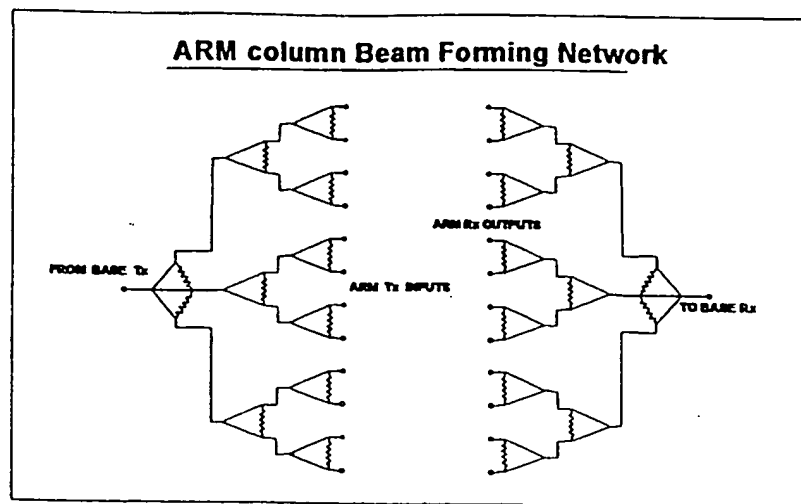 ARM column Beam Forming Network
ARM Rx OUTPUTS
FROM BASE Tx
ARM Tx INPUTS
TO BASE Rx